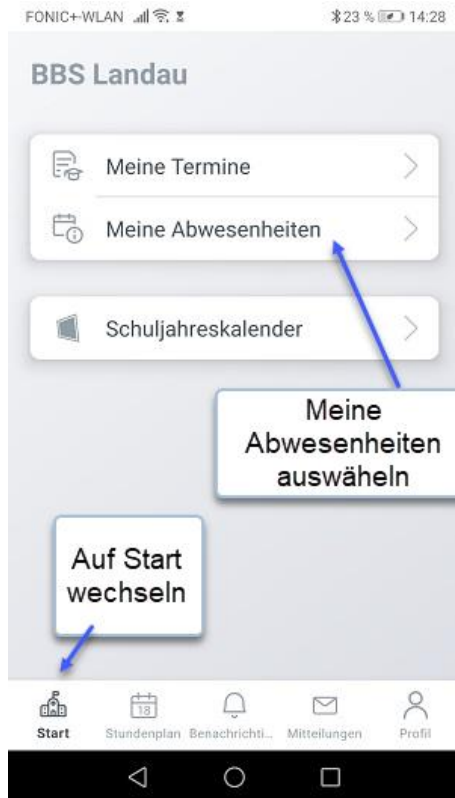 FONIC+-WLAN 23 % 14:28
BBS Landau
Meine Termine
Meine Abwesenheiten
Schuljahreskalender
Meine
Abwesenheiten
auswäheln
Auf Start
wechseln
18
Start Stundenplan Benachrichti... Mitteilungen Profil